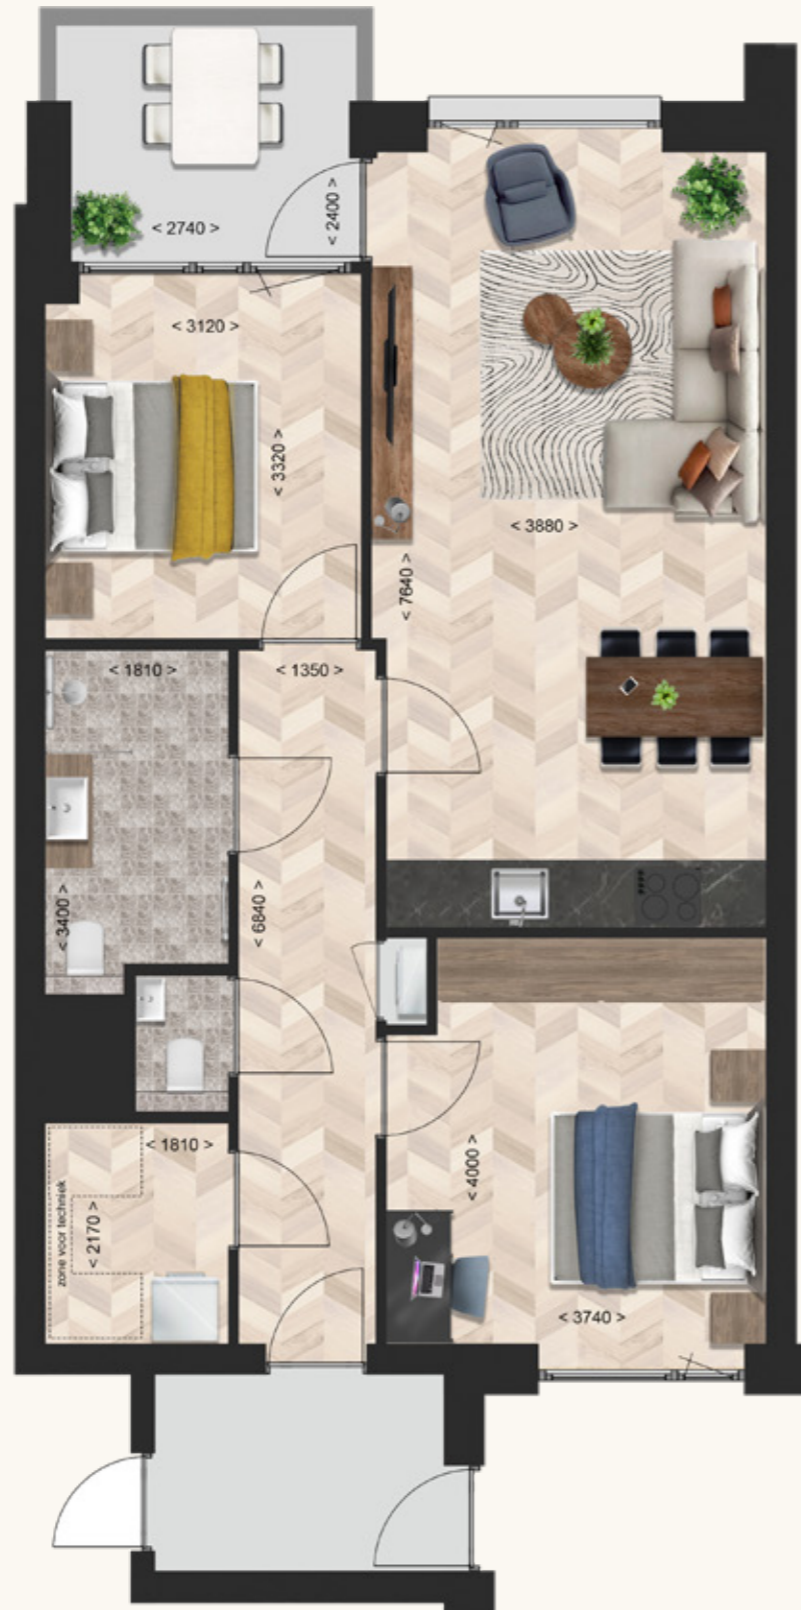 < 2740 >
< 2400 >
< 3120 >
< 3320 >
< 3880 >
< 7640 >
< 1810 >
< 1350 >
< 3400 >
< 6840 >
< 1810 >
zone voor techniek
< 2170 >
< 4000 >
< 3740 >